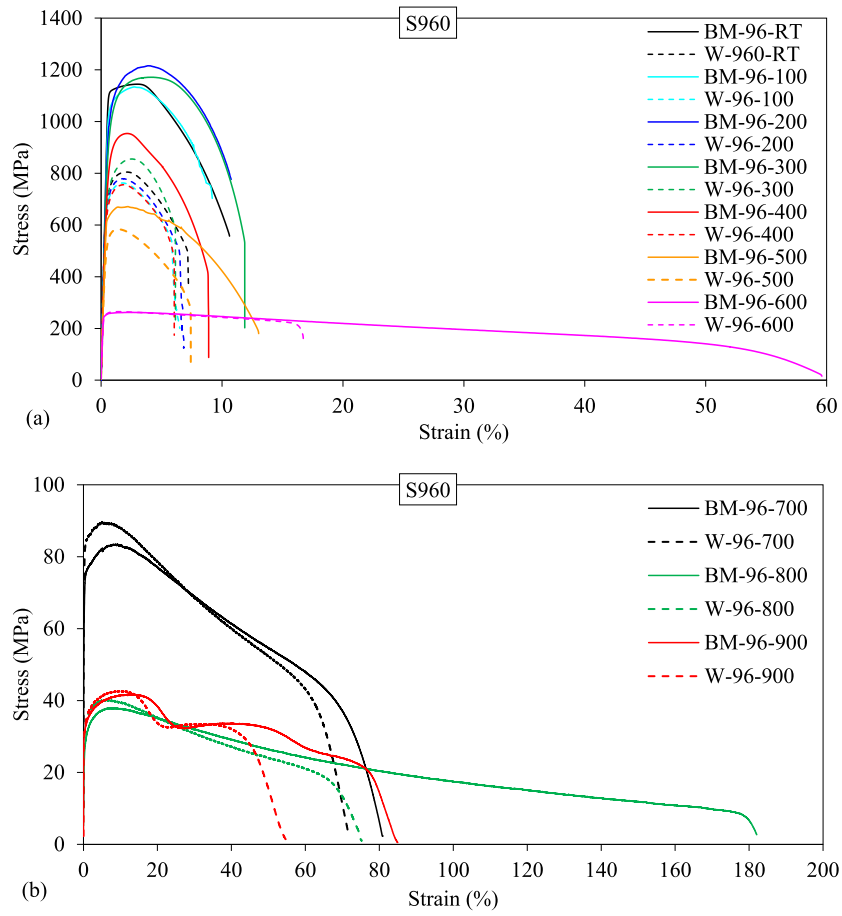 S960
1400
1200
1000
800
600
400
200
0
Stress (MPa)
0
10
20
30
40
50
60
Strain (%)
(a)
BM-96-RT
W-960-RT
BM-96-100
W-96-100
BM-96-200
W-96-200
BM-96-300
W-96-300
BM-96-400
W-96-400
BM-96-500
W-96-500
BM-96-600
W-96-600
S960
100
80
60
40
20
0
Stress (MPa)
0
20
40
60
80
100
120
140
160
180
200
Strain (%)
(b)
BM-96-700
W-96-700
BM-96-800
W-96-800
BM-96-900
W-96-900